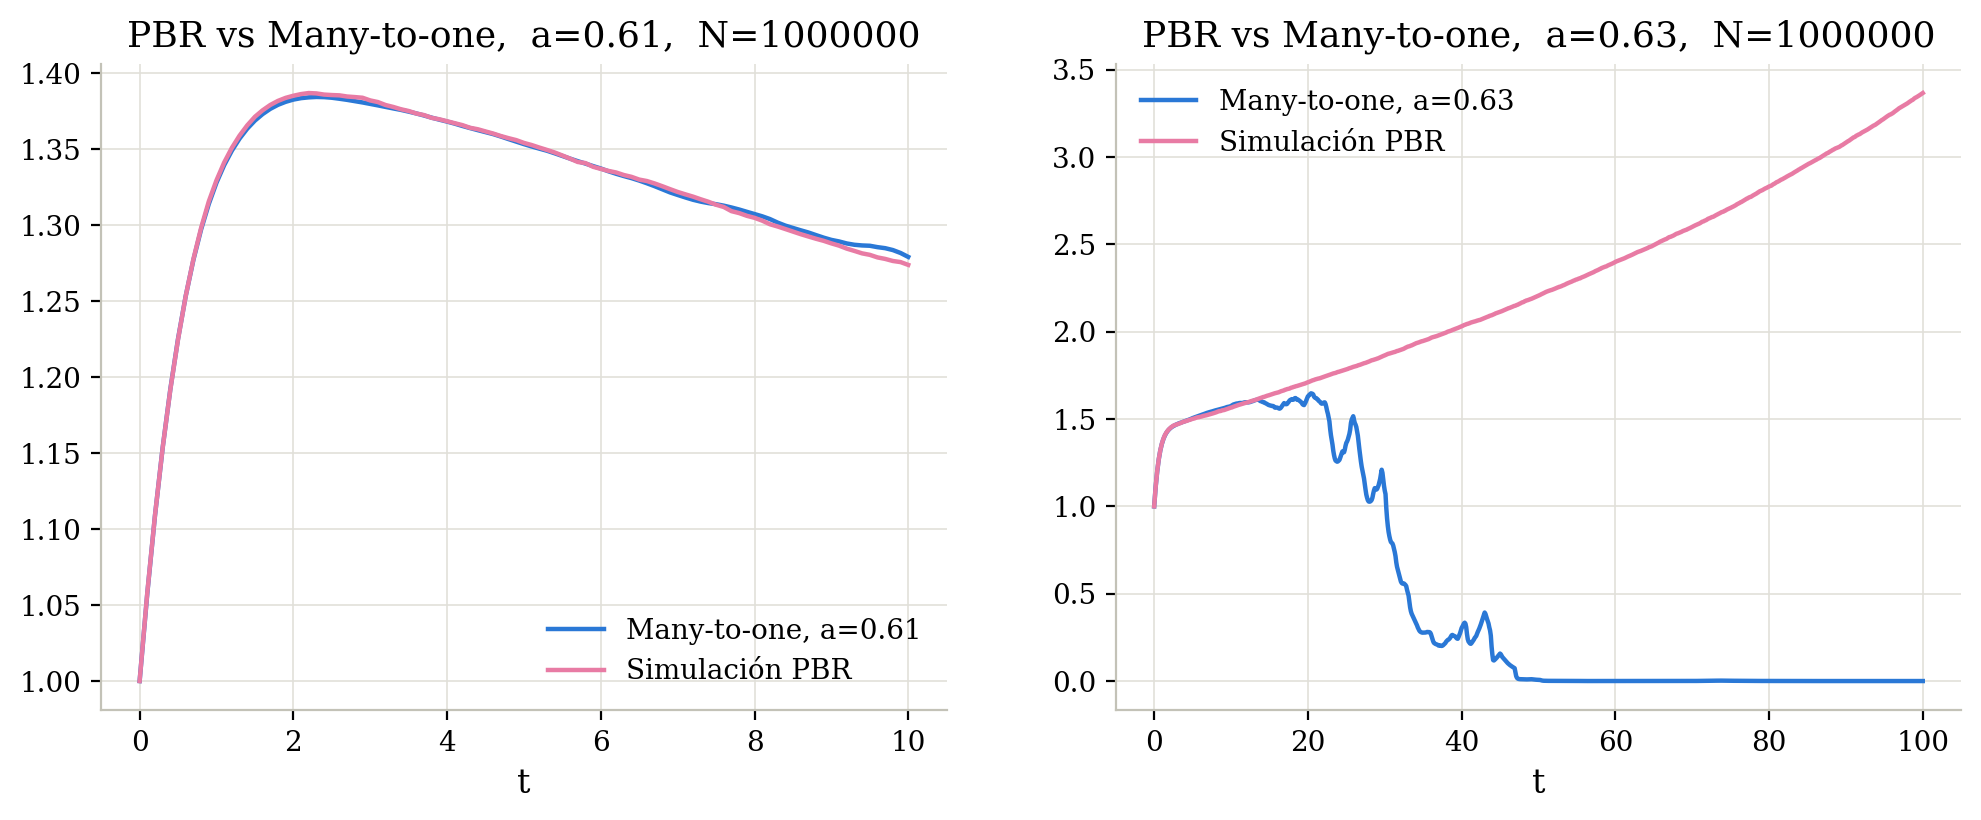 PBR vs Many-to-one,  a=0.61,  N=1000000
1.40
1.35
1.30
1.25
1.20
1.15
1.10
1.05
1.00
Many-to-one, a=0.61
Simulación PBR
0 2 4 6 8 10
t
PBR vs Many-to-one,  a=0.63,  N=1000000
3.5
3.0
2.5
2.0
1.5
1.0
0.5
0.0
Many-to-one, a=0.63
Simulación PBR
0 20 40 60 80 100
t